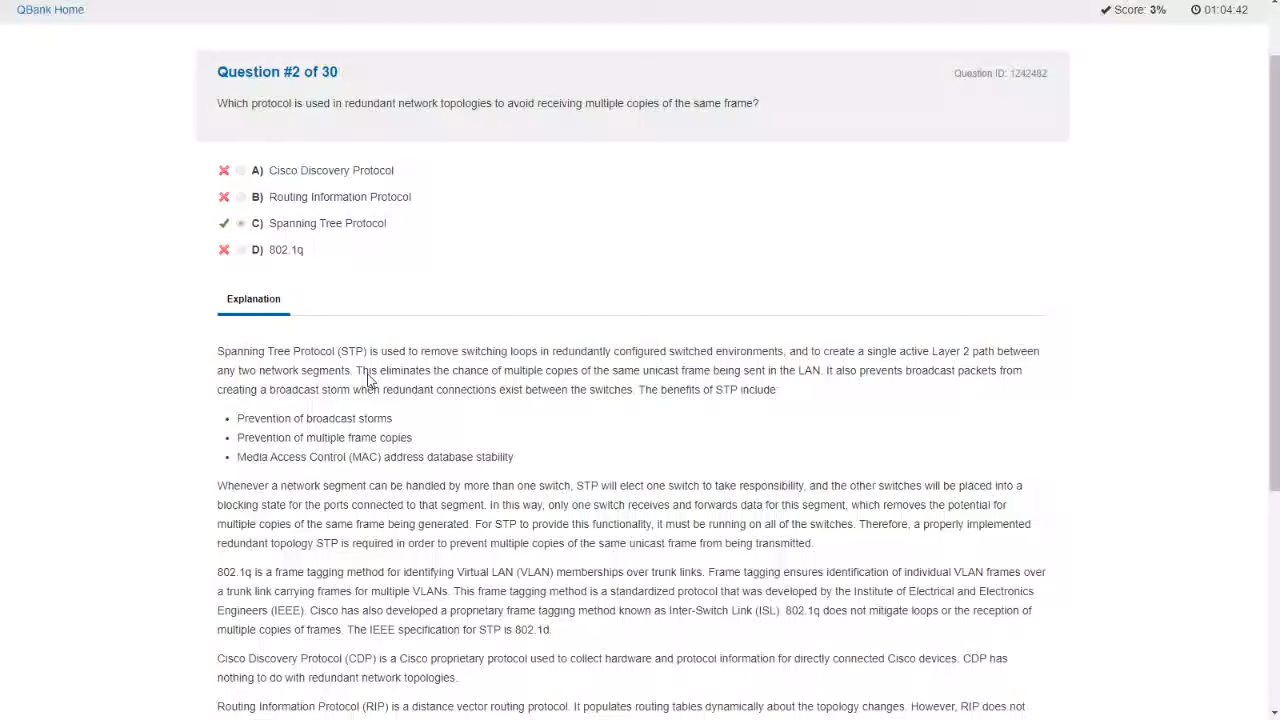 QBank Home
Score: 3%
01:04:42
Question #2 of 30
Question ID: 1242482
Which protocol is used in redundant network topologies to avoid receiving multiple copies of the same frame?
A) Cisco Discovery Protocol
B) Routing Information Protocol
C) Spanning Tree Protocol
D) 802.1q
Explanation
Spanning Tree Protocol (STP) is used to remove switching loops in redundantly configured switched environments, and to create a single active Layer 2 path between
any two network segments. This eliminates the chance of multiple copies of the same unicast frame being sent in the LAN. It also prevents broadcast packets from
creating a broadcast storm when redundant connections exist between the switches. The benefits of STP include
• Prevention of broadcast storms
• Prevention of multiple frame copies
• Media Access Control (MAC) address database stability
Whenever a network segment can be handled by more than one switch, STP will elect one switch to take responsibility, and the other switches will be placed into a
blocking state for the ports connected to that segment. In this way, only one switch receives and forwards data for this segment, which removes the potential for
multiple copies of the same frame being generated. For STP to provide this functionality, it must be running on all of the switches. Therefore, a properly implemented
redundant topology STP is required in order to prevent multiple copies of the same unicast frame from being transmitted.
802.1q is a frame tagging method for identifying Virtual LAN (VLAN) memberships over trunk links. Frame tagging ensures identification of individual VLAN frames over
a trunk link carrying frames for multiple VLANs. This frame tagging method is a standardized protocol that was developed by the Institute of Electrical and Electronics
Engineers (IEEE). Cisco has also developed a proprietary frame tagging method known as Inter-Switch Link (ISL). 802.1q does not mitigate loops or the reception of
multiple copies of frames. The IEEE specification for STP is 802.1d.
Cisco Discovery Protocol (CDP) is a Cisco proprietary protocol used to collect hardware and protocol information for directly connected Cisco devices. CDP has
nothing to do with redundant network topologies.
Routing Information Protocol (RIP) is a distance vector routing protocol. It populates routing tables dynamically about the topology changes. However, RIP does not